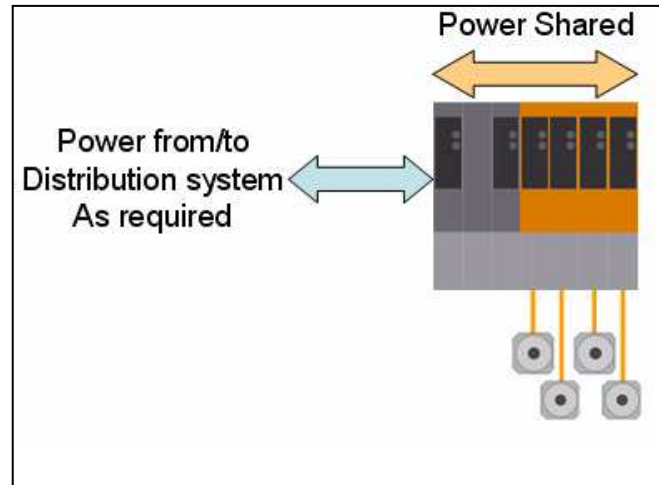 Power Shared
Power from/to
Distribution system
As required